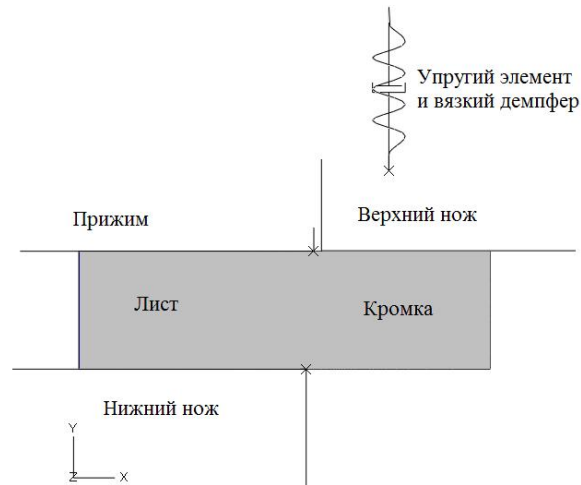 Упругий элемент
и вязкий демпфер
Прижим
Верхний нож
Лист
Кромка
Нижний нож
Y
Z
X